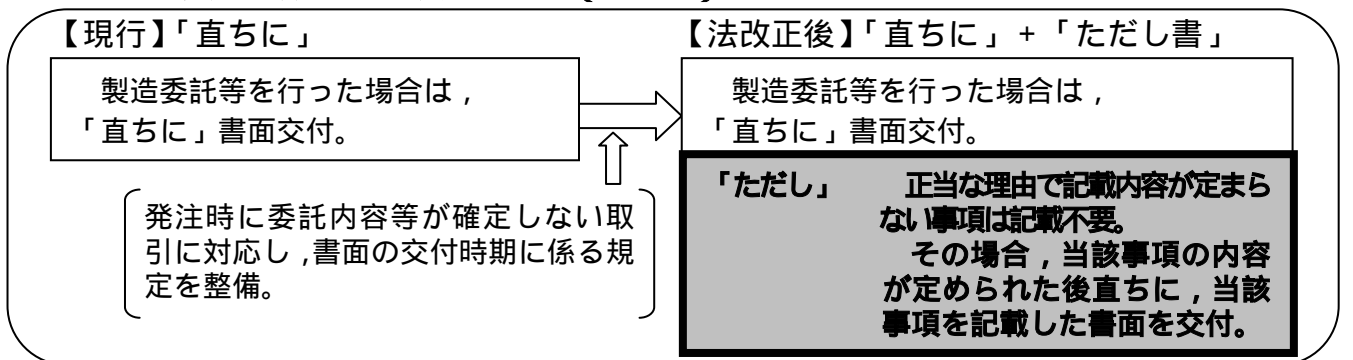 【現行】「直ちに」
製造委託等を行った場合は，
「直ちに」書面交付。
発注時に委託内容等が確定しない取
引に対応し，書面の交付時期に係る規
定を整備。
【法改正後】「直ちに」＋「ただし書」
製造委託等を行った場合は，
「直ちに」書面交付。
「ただし」　正当な理由で記載内容が定まら
ない事項は記載不要。
その場合，当該事項の内容
が定められた後直ちに，当該
事項を記載した書面を交付。